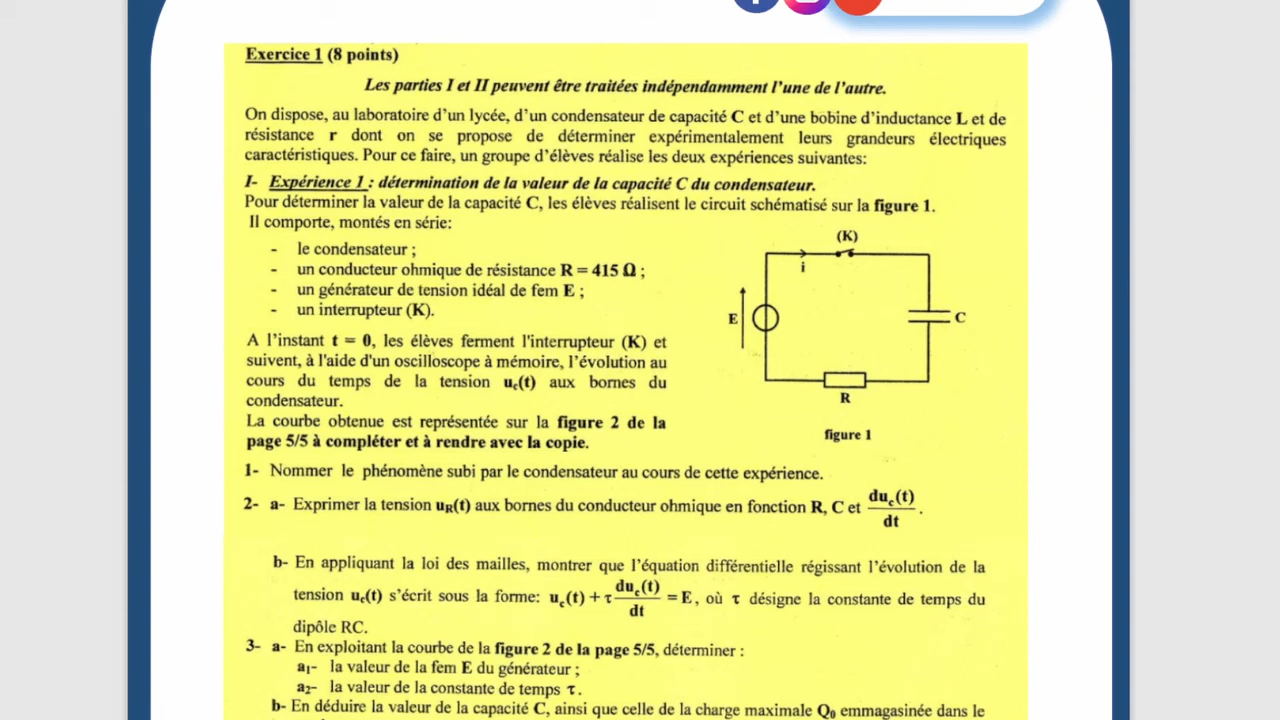 Exercice 1 (8 points)
Les parties I et II peuvent être traitées indépendamment l'une de l'autre.
On dispose, au laboratoire d'un lycée, d'un condensateur de capacité C et d'une bobine d'inductance L et de
résistance r dont on se propose de déterminer expérimentalement leurs grandeurs électriques
caractéristiques. Pour ce faire, un groupe d'élèves réalise les deux expériences suivantes:
I- Expérience 1 : détermination de la valeur de la capacité C du condensateur.
Pour déterminer la valeur de la capacité C, les élèves réalisent le circuit schématisé sur la figure 1.
Il comporte, montés en série:
- le condensateur ;
- un conducteur ohmique de résistance R = 415 Ω ;
- un générateur de tension idéal de fem E ;
- un interrupteur (K).
A l'instant t = 0, les élèves ferment l'interrupteur (K) et
suivent, à l'aide d'un oscilloscope à mémoire, l'évolution au
cours du temps de la tension uc(t) aux bornes du
condensateur.
La courbe obtenue est représentée sur la figure 2 de la
page 5/5 à compléter et à rendre avec la copie.
(K)
i
E
C
R
figure 1
1- Nommer le phénomène subi par le condensateur au cours de cette expérience.
2- a- Exprimer la tension uR(t) aux bornes du conducteur ohmique en fonction R, C et duc(t)/dt .
b- En appliquant la loi des mailles, montrer que l'équation différentielle régissant l'évolution de la
tension uc(t) s'écrit sous la forme: uc(t) + τ duc(t)/dt = E, où τ désigne la constante de temps du
dipôle RC.
3- a- En exploitant la courbe de la figure 2 de la page 5/5, déterminer :
a1- la valeur de la fem E du générateur ;
a2- la valeur de la constante de temps τ.
b- En déduire la valeur de la capacité C, ainsi que celle de la charge maximale Q0 emmagasinée dans le